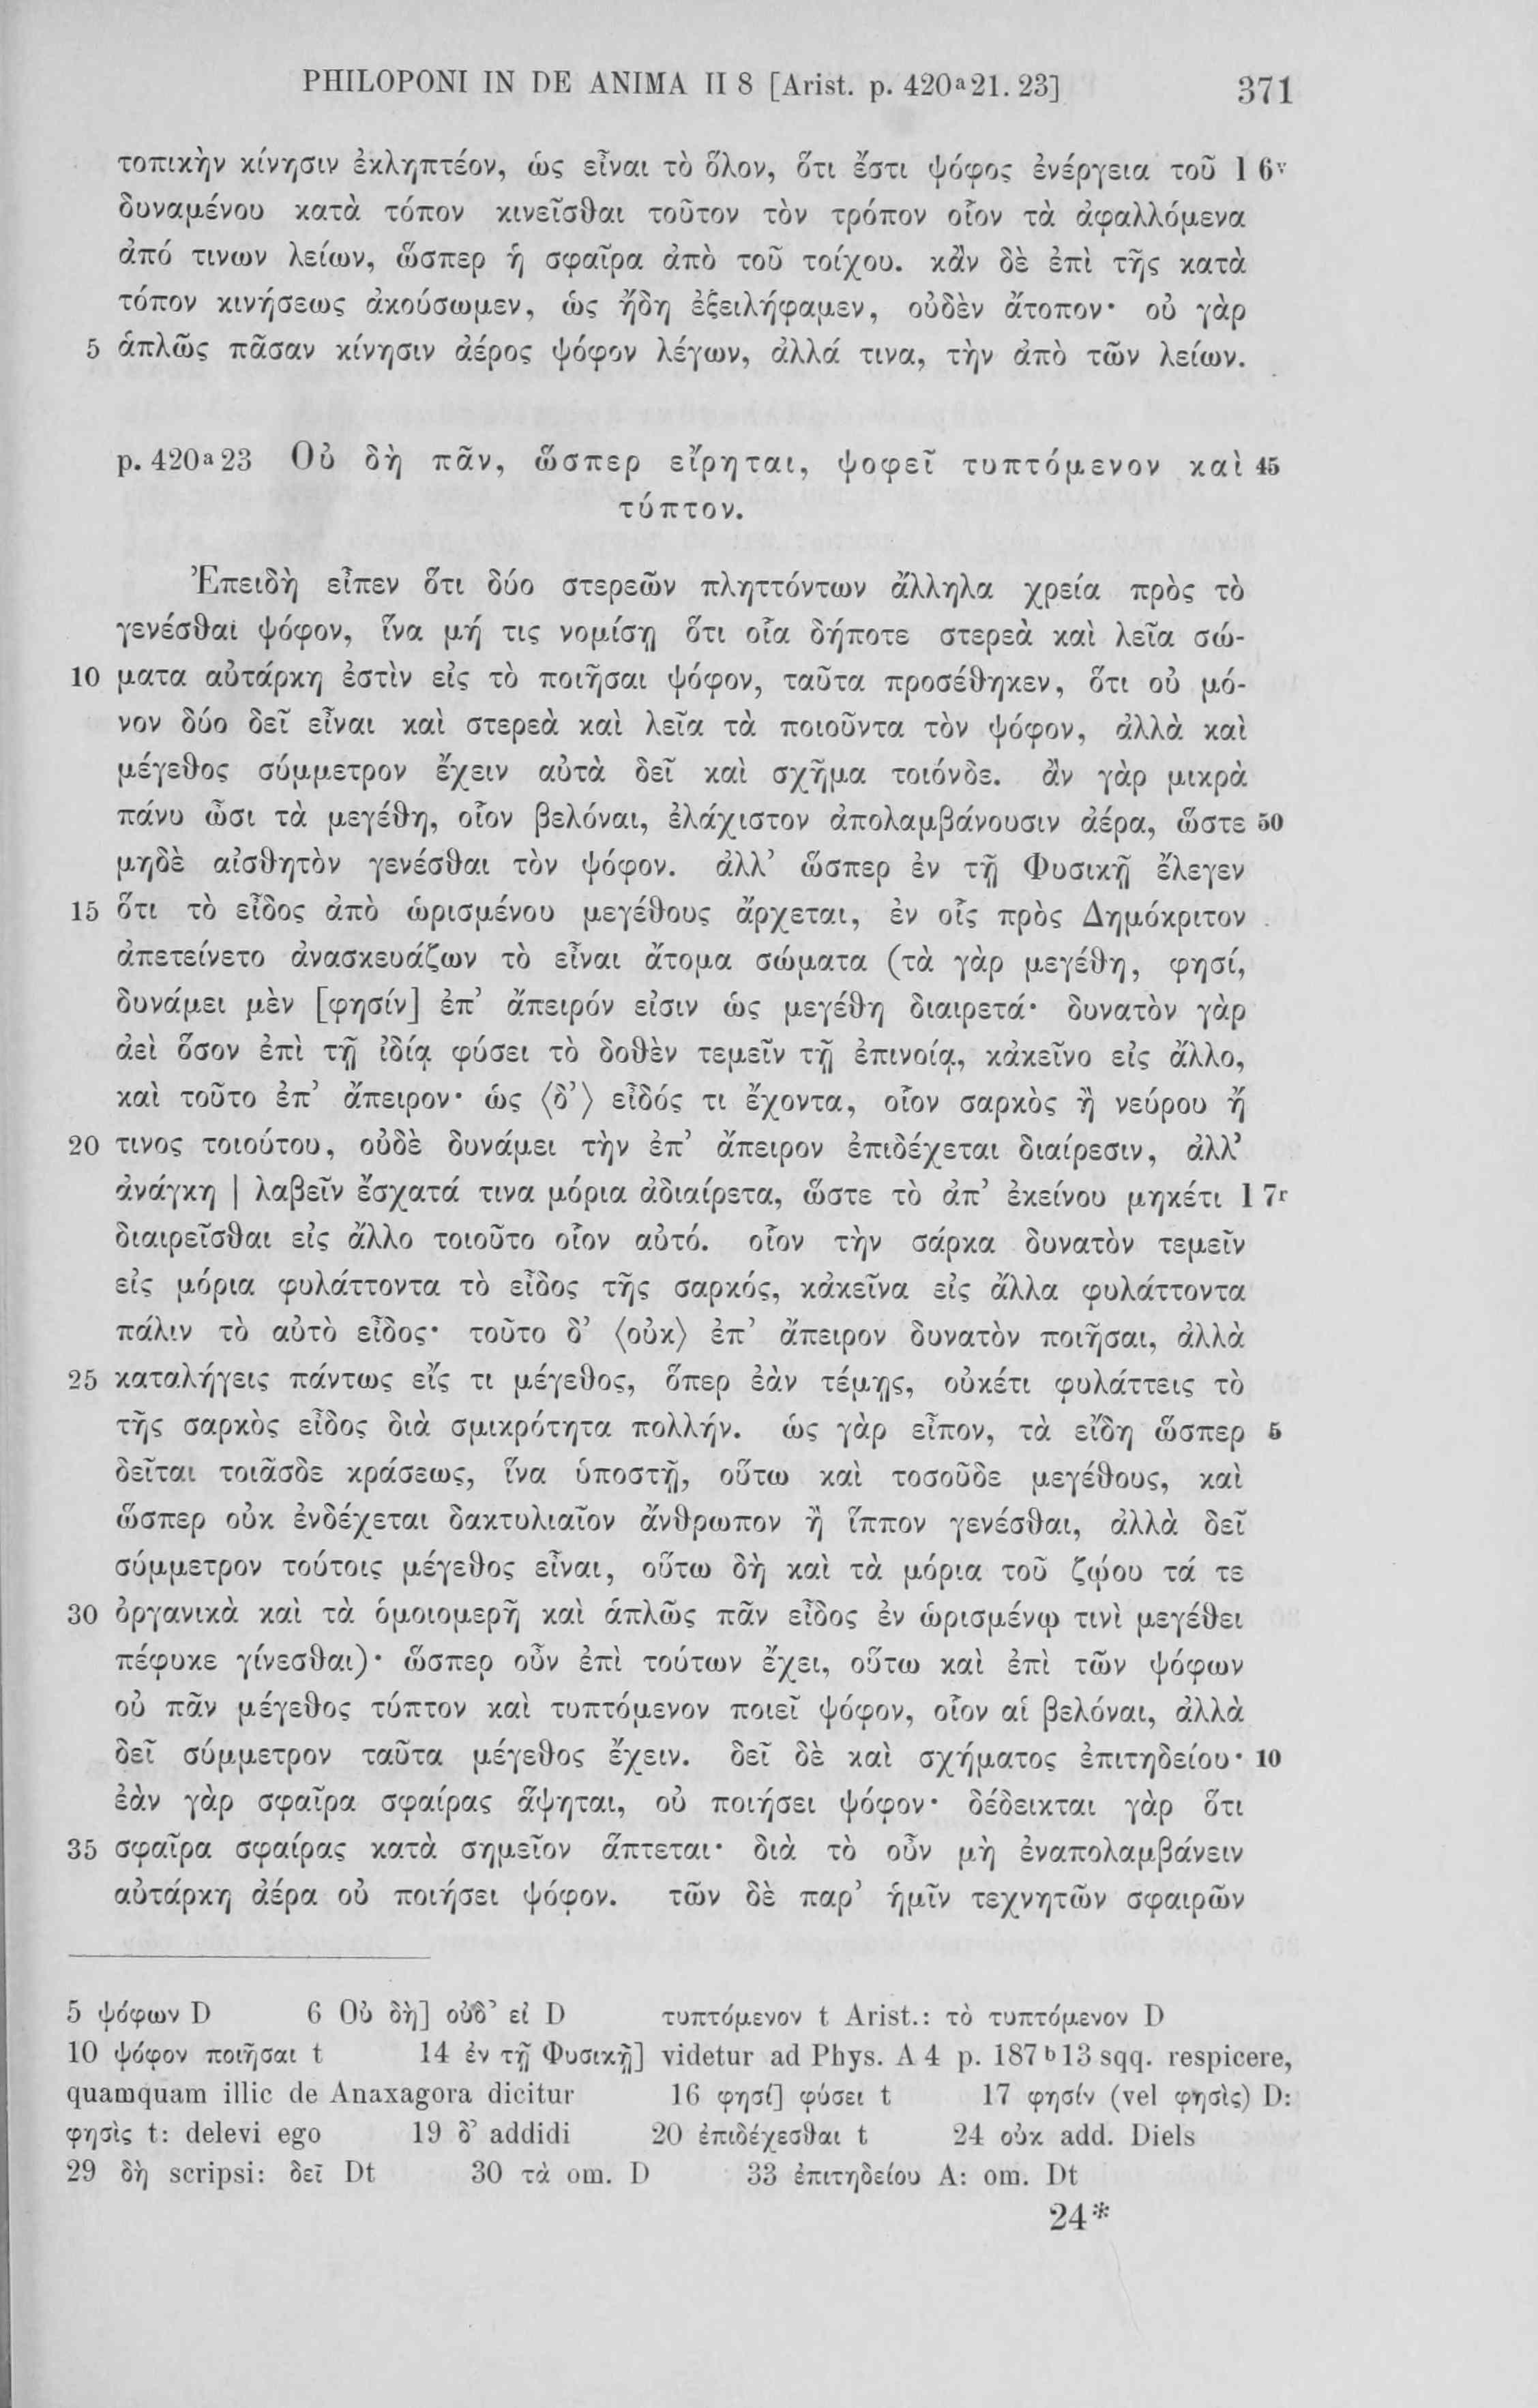 PHILOPONI IN DE ANIMA II 8 [Arist. p. 420ª21. 23] 371
τοπικὴν κίνησιν ἐκληπτέον, ὡς εἶναι τὸ ὅλον, ὅτι ἔστι ψόφος ἐνέργεια τοῦ l 6ᵛ
δυναμένου κατὰ τόπον κινεῖσθαι τοῦτον τὸν τρόπον οἷον τὰ ἀφαλλόμενα
ἀπό τινων λείων, ὥσπερ ἡ σφαῖρα ἀπὸ τοῦ τοίχου. κἂν δὲ ἐπὶ τῆς κατὰ
τόπον κινήσεως ἀκούσωμεν, ὡς ἤδη ἐξειλήφαμεν, οὐδὲν ἄτοπον· οὐ γὰρ
5 ἁπλῶς πᾶσαν κίνησιν ἀέρος ψόφον λέγων, ἀλλά τινα, τὴν ἀπὸ τῶν λείων.
p. 420ª23 Οὐ δὴ πᾶν, ὥσπερ εἴρηται, ψοφεῖ τυπτόμενον καὶ 45
τύπτον.
Ἐπειδὴ εἶπεν ὅτι δύο στερεῶν πληττόντων ἄλληλα χρεία πρὸς τὸ
γενέσθαι ψόφον, ἵνα μή τις νομίσῃ ὅτι οἷα δήποτε στερεὰ καὶ λεῖα σώ-
10 ματα αὐτάρκη ἐστὶν εἰς τὸ ποιῆσαι ψόφον, ταῦτα προσέθηκεν, ὅτι οὐ μό-
νον δύο δεῖ εἶναι καὶ στερεὰ καὶ λεῖα τὰ ποιοῦντα τὸν ψόφον, ἀλλὰ καὶ
μέγεθος σύμμετρον ἔχειν αὐτὰ δεῖ καὶ σχῆμα τοιόνδε. ἂν γὰρ μικρὰ
πάνυ ὦσι τὰ μεγέθη, οἷον βελόναι, ἐλάχιστον ἀπολαμβάνουσιν ἀέρα, ὥστε 50
μηδὲ αἰσθητὸν γενέσθαι τὸν ψόφον. ἀλλ’ ὥσπερ ἐν τῇ Φυσικῇ ἔλεγεν
15 ὅτι τὸ εἶδος ἀπὸ ὡρισμένου μεγέθους ἄρχεται, ἐν οἷς πρὸς Δημόκριτον
ἀπετείνετο ἀνασκευάζων τὸ εἶναι ἄτομα σώματα (τὰ γὰρ μεγέθη, φησί,
δυνάμει μὲν [φησίν] ἐπ’ ἄπειρόν εἰσιν ὡς μεγέθη διαιρετά· δυνατὸν γὰρ
ἀεὶ ὅσον ἐπὶ τῇ ἰδίᾳ φύσει τὸ δοθὲν τεμεῖν τῇ ἐπινοίᾳ, κἀκεῖνο εἰς ἄλλο,
καὶ τοῦτο ἐπ’ ἄπειρον· ὡς ⟨δ’⟩ εἶδός τι ἔχοντα, οἷον σαρκὸς ἢ νεύρου ἤ
20 τινος τοιούτου, οὐδὲ δυνάμει τὴν ἐπ’ ἄπειρον ἐπιδέχεται διαίρεσιν, ἀλλ’
ἀνάγκη | λαβεῖν ἔσχατά τινα μόρια ἀδιαίρετα, ὥστε τὸ ἀπ’ ἐκείνου μηκέτι l 7ʳ
διαιρεῖσθαι εἰς ἄλλο τοιοῦτο οἷον αὐτό. οἷον τὴν σάρκα δυνατὸν τεμεῖν
εἰς μόρια φυλάττοντα τὸ εἶδος τῆς σαρκός, κἀκεῖνα εἰς ἄλλα φυλάττοντα
πάλιν τὸ αὐτὸ εἶδος· τοῦτο δ’ ⟨οὐκ⟩ ἐπ’ ἄπειρον δυνατὸν ποιῆσαι, ἀλλὰ
25 καταλήγεις πάντως εἴς τι μέγεθος, ὅπερ ἐὰν τέμῃς, οὐκέτι φυλάττεις τὸ
τῆς σαρκὸς εἶδος διὰ σμικρότητα πολλήν. ὡς γὰρ εἶπον, τὰ εἴδη ὥσπερ 5
δεῖται τοιᾶσδε κράσεως, ἵνα ὑποστῇ, οὕτω καὶ τοσοῦδε μεγέθους, καὶ
ὥσπερ οὐκ ἐνδέχεται δακτυλιαῖον ἄνθρωπον ἢ ἵππον γενέσθαι, ἀλλὰ δεῖ
σύμμετρον τούτοις μέγεθος εἶναι, οὕτω δὴ καὶ τὰ μόρια τοῦ ζῴου τά τε
30 ὀργανικὰ καὶ τὰ ὁμοιομερῆ καὶ ἁπλῶς πᾶν εἶδος ἐν ὡρισμένῳ τινὶ μεγέθει
πέφυκε γίνεσθαι)· ὥσπερ οὖν ἐπὶ τούτων ἔχει, οὕτω καὶ ἐπὶ τῶν ψόφων
οὐ πᾶν μέγεθος τύπτον καὶ τυπτόμενον ποιεῖ ψόφον, οἷον αἱ βελόναι, ἀλλὰ
δεῖ σύμμετρον ταῦτα μέγεθος ἔχειν. δεῖ δὲ καὶ σχήματος ἐπιτηδείου· 10
ἐὰν γὰρ σφαῖρα σφαίρας ἅψηται, οὐ ποιήσει ψόφον· δέδεικται γὰρ ὅτι
35 σφαῖρα σφαίρας κατὰ σημεῖον ἅπτεται· διὰ τὸ οὖν μὴ ἐναπολαμβάνειν
αὐτάρκη ἀέρα οὐ ποιήσει ψόφον. τῶν δὲ παρ’ ἡμῖν τεχνητῶν σφαιρῶν
5 ψόφων D 6 Οὐ δὴ] οὐδ’ εἰ D τυπτόμενον t Arist.: τὸ τυπτόμενον D
10 ψόφον ποιῆσαι t 14 ἐν τῇ Φυσικῇ] videtur ad Phys. A 4 p. 187ᵇ13 sqq. respicere,
quamquam illic de Anaxagora dicitur 16 φησί] φύσει t 17 φησίν (vel φησὶς) D:
φησὶς t: delevi ego 19 δ’ addidi 20 ἐπιδέχεσθαι t 24 οὐκ add. Diels
29 δὴ scripsi: δεῖ Dt 30 τὰ om. D 33 ἐπιτηδείου A: om. Dt
24*